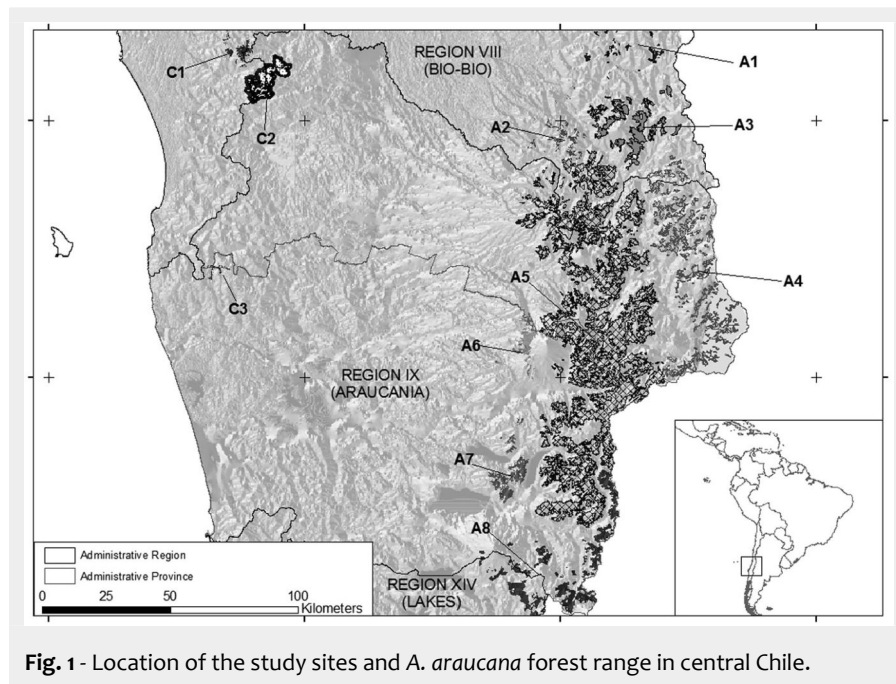 REGION VIII
(BIO-BIO)
C1
A1
C2
A2
A3
A5
A4
C3
A6
REGION IX
(ARAUCANIA)
A7
A8
REGION XIV
(LAKES)
Administrative Region
Administrative Province
0 25 50 100
Kilometers
Fig. 1 - Location of the study sites and A. araucana forest range in central Chile.